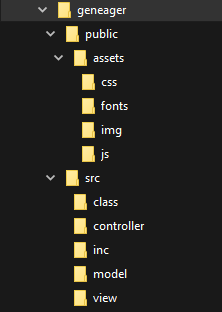 geneager
public
assets
css
fonts
img
js
src
class
controller
inc
model
view